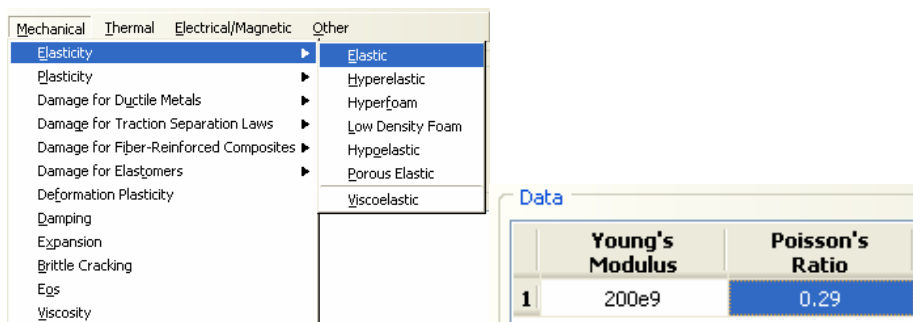 Mechanical Thermal Electrical/Magnetic Other
Elasticity
Plasticity
Damage for Ductile Metals
Damage for Traction Separation Laws
Damage for Fiber-Reinforced Composites
Damage for Elastomers
Deformation Plasticity
Damping
Expansion
Brittle Cracking
Eos
Viscosity
Elastic
Hyperelastic
Hyperfoam
Low Density Foam
Hypoelastic
Porous Elastic
Viscoelastic
Data
Young's Poisson's
Modulus Ratio
1 200e9 0.29